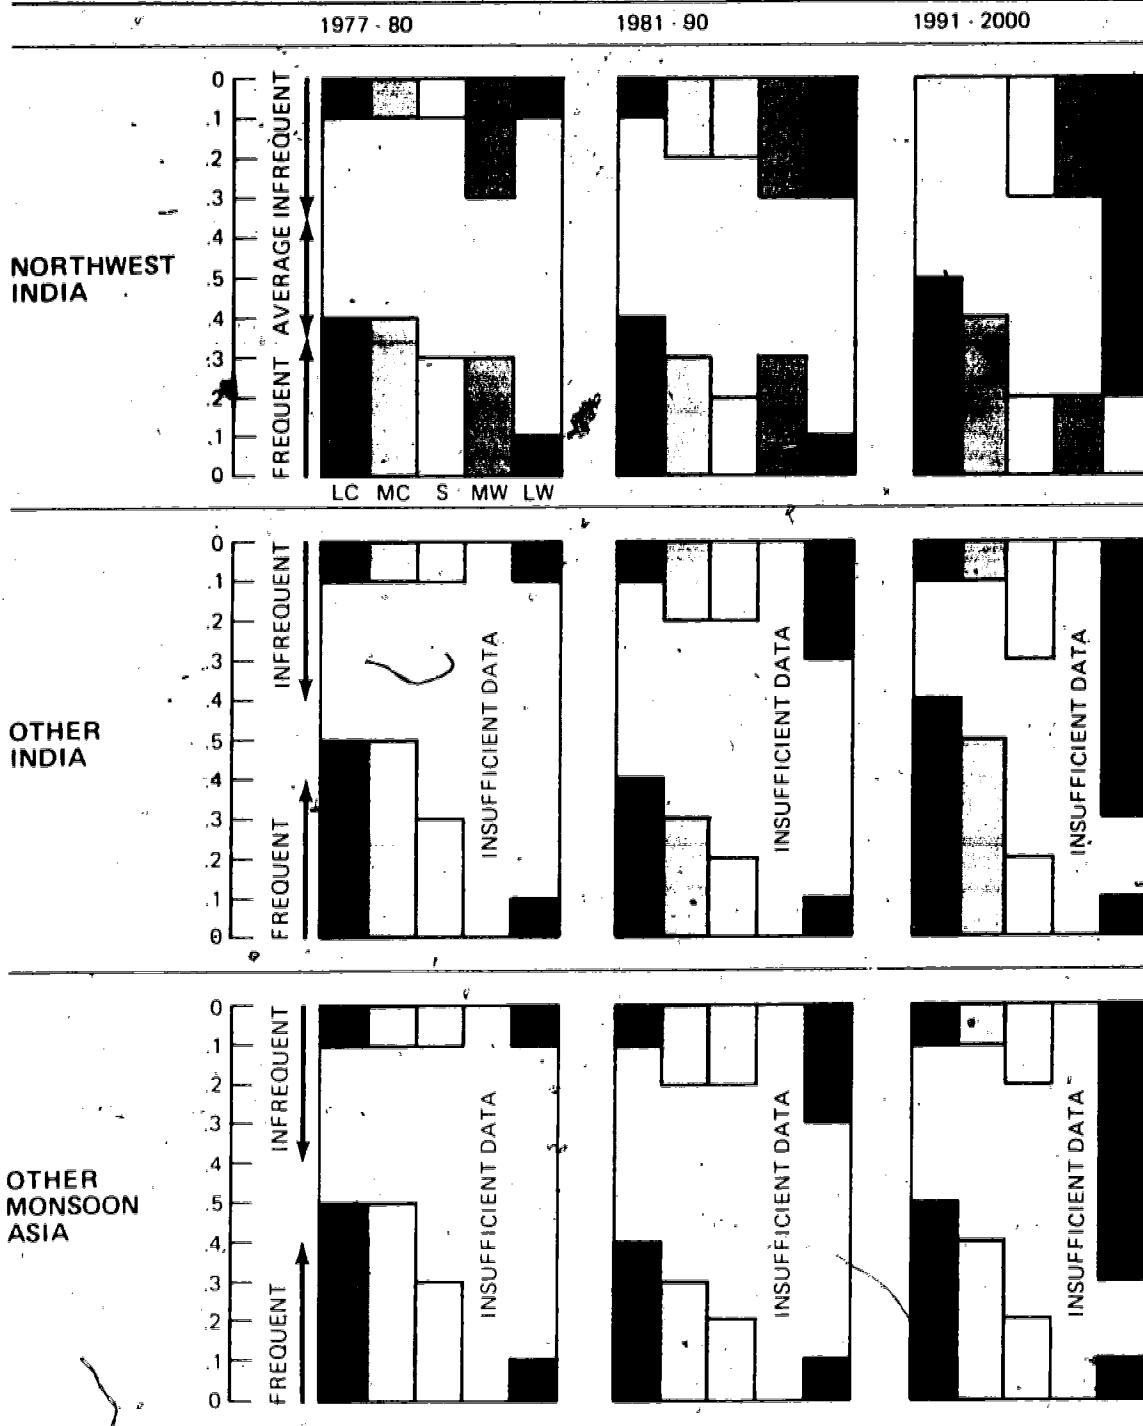 1977 - 80 1981 - 90 1991 - 2000
NORTHWEST
INDIA
0
.1
.2
.3
.4
.5
.4
.3
.2
.1
0
INFREQUENT
AVERAGE
FREQUENT
LC MC S MW LW
OTHER
INDIA
0
.1
.2
.3
.4
.5
.4
.3
.2
.1
0
INFREQUENT
FREQUENT
INSUFFICIENT DATA
INSUFFICIENT DATA
INSUFFICIENT DATA
OTHER
MONSOON
ASIA
0
.1
.2
.3
.4
.5
.4
.3
.2
.1
0
INFREQUENT
FREQUENT
INSUFFICIENT DATA
INSUFFICIENT DATA
INSUFFICIENT DATA